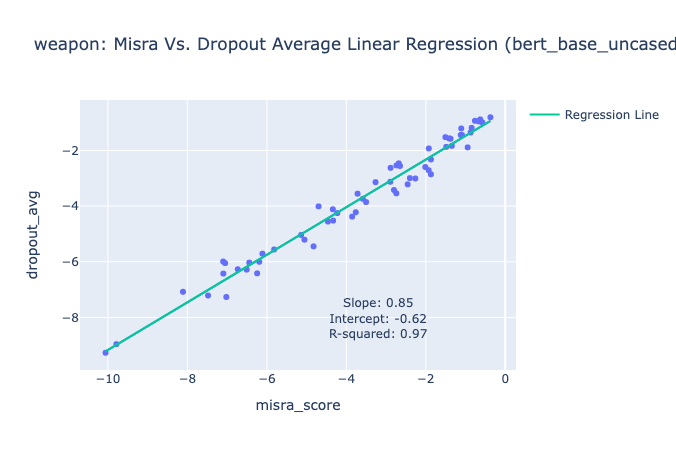 weapon: Misra Vs. Dropout Average Linear Regression (bert_base_uncased
Regression Line
−2
−4
−6
−8
dropout_avg
Slope: 0.85
Intercept: -0.62
R-squared: 0.97
−10
−8
−6
−4
−2
0
misra_score